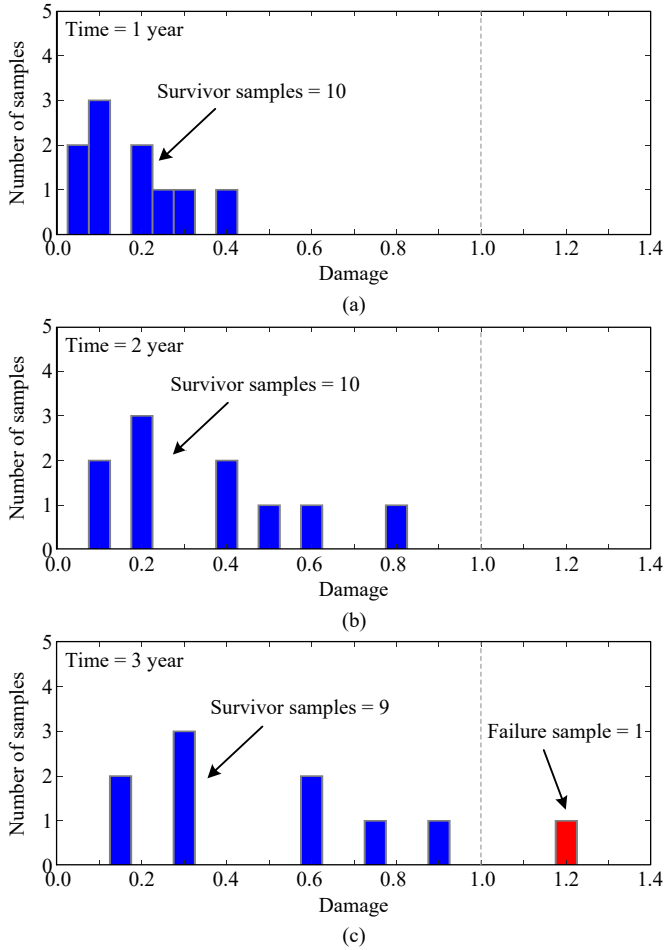 5
Time = 1 year
4
Survivor samples = 10
3
2
1
0
Number of samples
0.0 0.2 0.4 0.6 0.8 1.0 1.2 1.4
Damage
(a)
5
Time = 2 year
4
Survivor samples = 10
3
2
1
0
Number of samples
0.0 0.2 0.4 0.6 0.8 1.0 1.2 1.4
Damage
(b)
5
Time = 3 year
4
Survivor samples = 9
Failure sample = 1
3
2
1
0
Number of samples
0.0 0.2 0.4 0.6 0.8 1.0 1.2 1.4
Damage
(c)